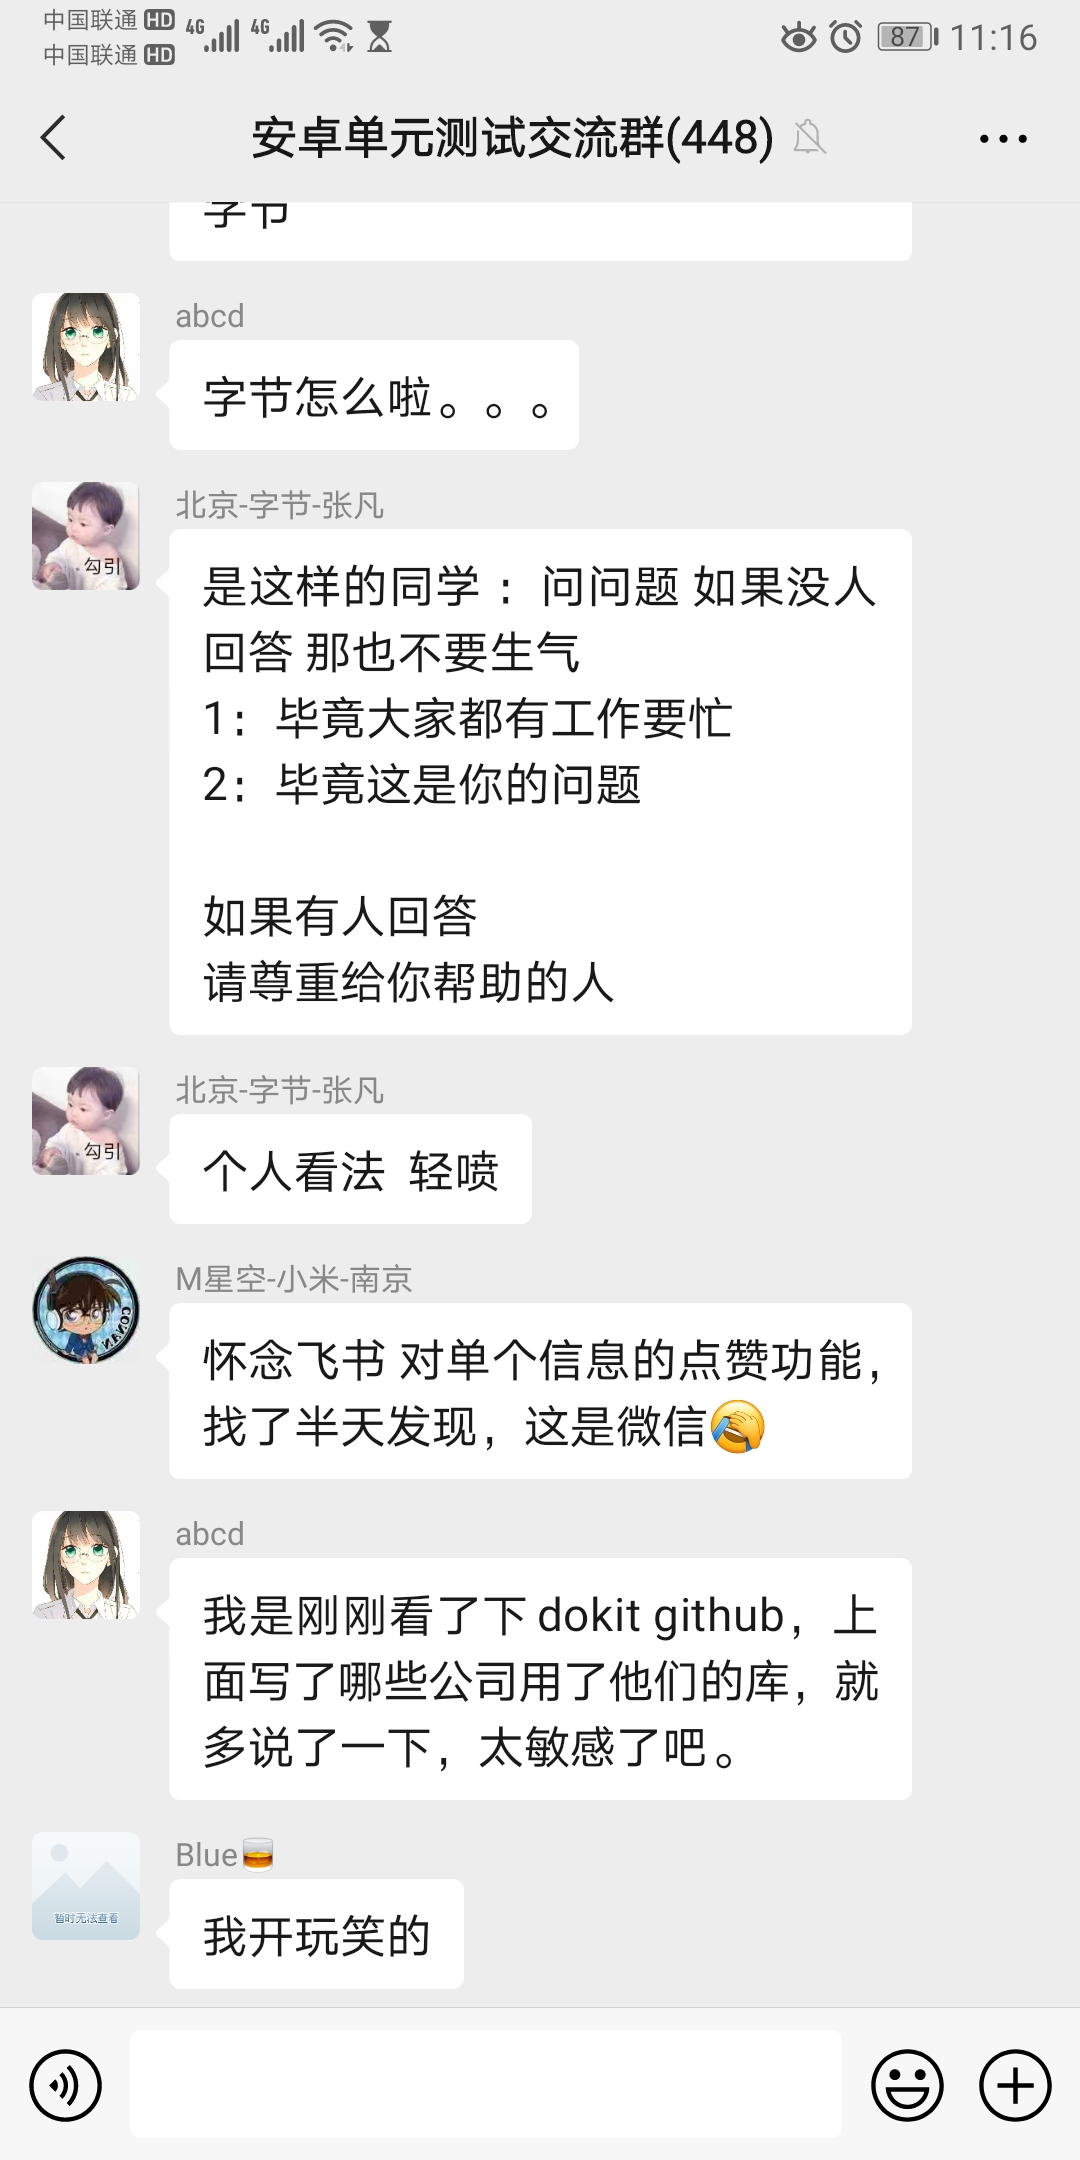 中国联通 HD 4G 4G 87 11:16
中国联通 HD
安卓单元测试交流群(448)
字节
abcd
字节怎么啦。。。
北京-字节-张凡
勾引
是这样的同学 : 问问题 如果没人
回答 那也不要生气
1: 毕竟大家都有工作要忙
2: 毕竟这是你的问题
如果有人回答
请尊重给你帮助的人
北京-字节-张凡
勾引
个人看法 轻喷
M星空-小米-南京
CONAN
怀念飞书 对单个信息的点赞功能，
找了半天发现，这是微信🤣
abcd
我是刚刚看了下 dokit github，上
面写了哪些公司用了他们的库，就
多说了一下，太敏感了吧。
Blue🥃
暂时无法查看
我开玩笑的